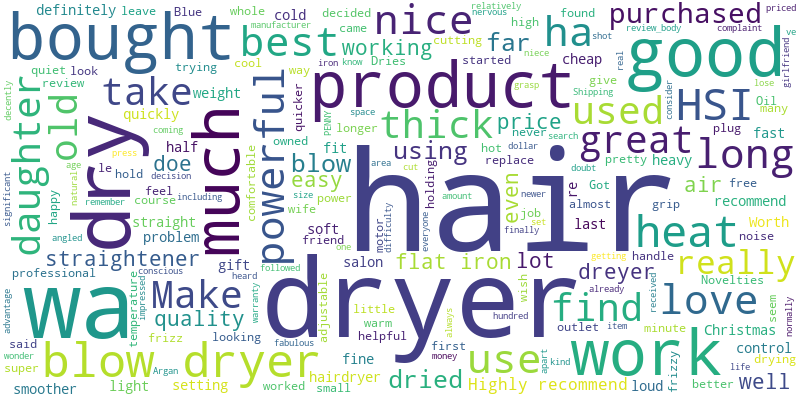 definitely
leave
Blue
whole
decided
cold
manufacturer
relatively
nervous
high
found
priced
bought
best
nice
far
ha
purchased
cutting
review_body
complaint
shot
good
trying
came
working
Dries
started
cheap
iron
know
niece
real
girlfriend
ve
quiet
look
review
cool
way
take
weight
quickly
decently
daughter
old
dry
much
powerful
product
quicker
owned
PENNY
space
longer
thick
used
HSI
price
grasp
Shipping
give
consider
Oil
many
lose
fast
plug
never
search
great
long
dollar
doubt
pretty
heavy
hot
replace
using
fit
blow
easy
area
cut
half
doe
le
hold
feel
course
straight
problem
straightener
coming
press
age
natural
remember
decision
including
comfortable
size
wife
power
soft
friend
one
motor
difficulty
everyone
holding
hair
even
newer
amount
job
set
finally
re
Got
almost
last
grip
air
free
recommend
Worth
noise
heat
really
significant
happy
angled
professional
gift
salon
flat iron
lot
dreyer
handle
getting
already
received
Novelties
seem
normally
wa
temperature
conscious
impressed
Make
quality
heard
followed
warranty
adjustable
dryer
little
warm
helpful
wish
hundred
always
find
love
outlet
item
minute
Christmas
control
advantage
said
wonder
super
smoother
frizz
looking
blow dryer
Argan
light
setting
worked
fabulous
fine
hairdryer
small
first
money
dried
use
apart
kind
work
Highly recommend
loud
frizzy
life
drying
better
well